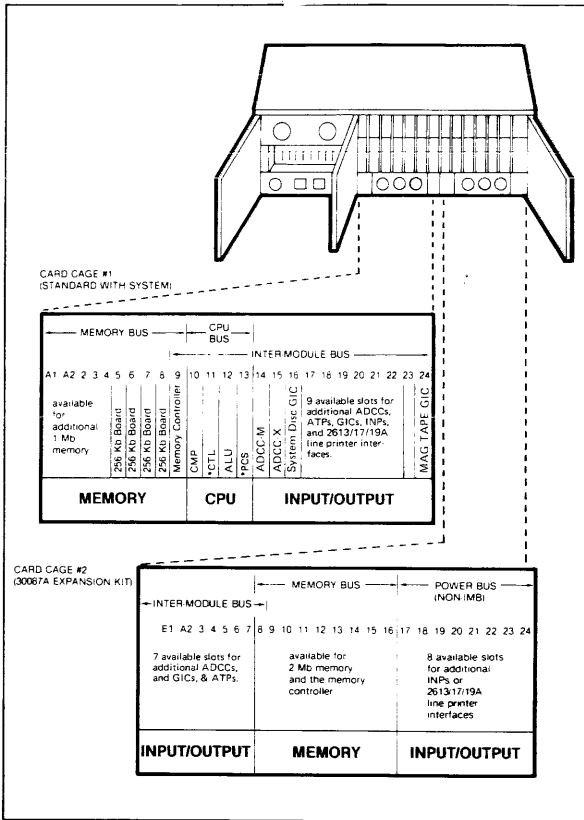 CARD CAGE #1
(STANDARD WITH SYSTEM)
MEMORY BUS
CPU
BUS
INTER-MODULE BUS
A1 A2 2 3 4 5 6 7 8 9 10 11 12 13 14 15 16 17 18 19 20 21 22 23 24
available
for
additional
1 Mb
memory
256 Kb Board
256 Kb Board
256 Kb Board
256 Kb Board
Memory Controller
CMP
*CTL
ALU
*PCS
ADCC-M
ADCC-X
System Disc GIC
9 available slots for
additional ADCCs,
ATPs, GICs, INPs,
and 2613/17/19A
line printer inter-
faces.
MAG TAPE GIC
MEMORY
CPU
INPUT/OUTPUT
CARD CAGE #2
(30087A EXPANSION KIT)
MEMORY BUS
POWER BUS
(NON-IMB)
INTER-MODULE BUS
E1 A2 3 4 5 6 7 8 9 10 11 12 13 14 15 16 17 18 19 20 21 22 23 24
7 available slots for
additional ADCCs,
and GICs, & ATPs.
available for
2 Mb memory
and the memory
controller
8 available slots
for additional
INPs or
2613/17/19A
line printer
interfaces
INPUT/OUTPUT
MEMORY
INPUT/OUTPUT